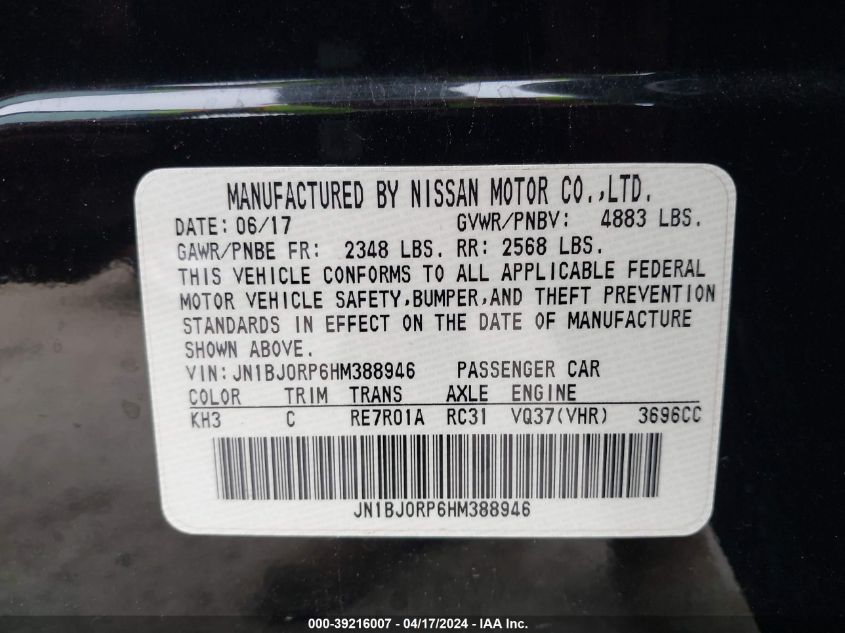 MANUFACTURED BY NISSAN MOTOR CO.,LTD.
DATE: 06/17 GVWR/PNBV: 4883 LBS.
GAWR/PNBE FR: 2348 LBS. RR: 2568 LBS.
THIS VEHICLE CONFORMS TO ALL APPLICABLE FEDERAL
MOTOR VEHICLE SAFETY,BUMPER,AND THEFT PREVENTION
STANDARDS IN EFFECT ON THE DATE OF MANUFACTURE
SHOWN ABOVE.
VIN:JN1BJ0RP6HM388946 PASSENGER CAR
COLOR TRIM TRANS AXLE ENGINE
KH3 C RE7R01A RC31 VQ37(VHR) 3696CC
JN1BJ0RP6HM388946
000-39216007 - 04/17/2024 - IAA Inc.